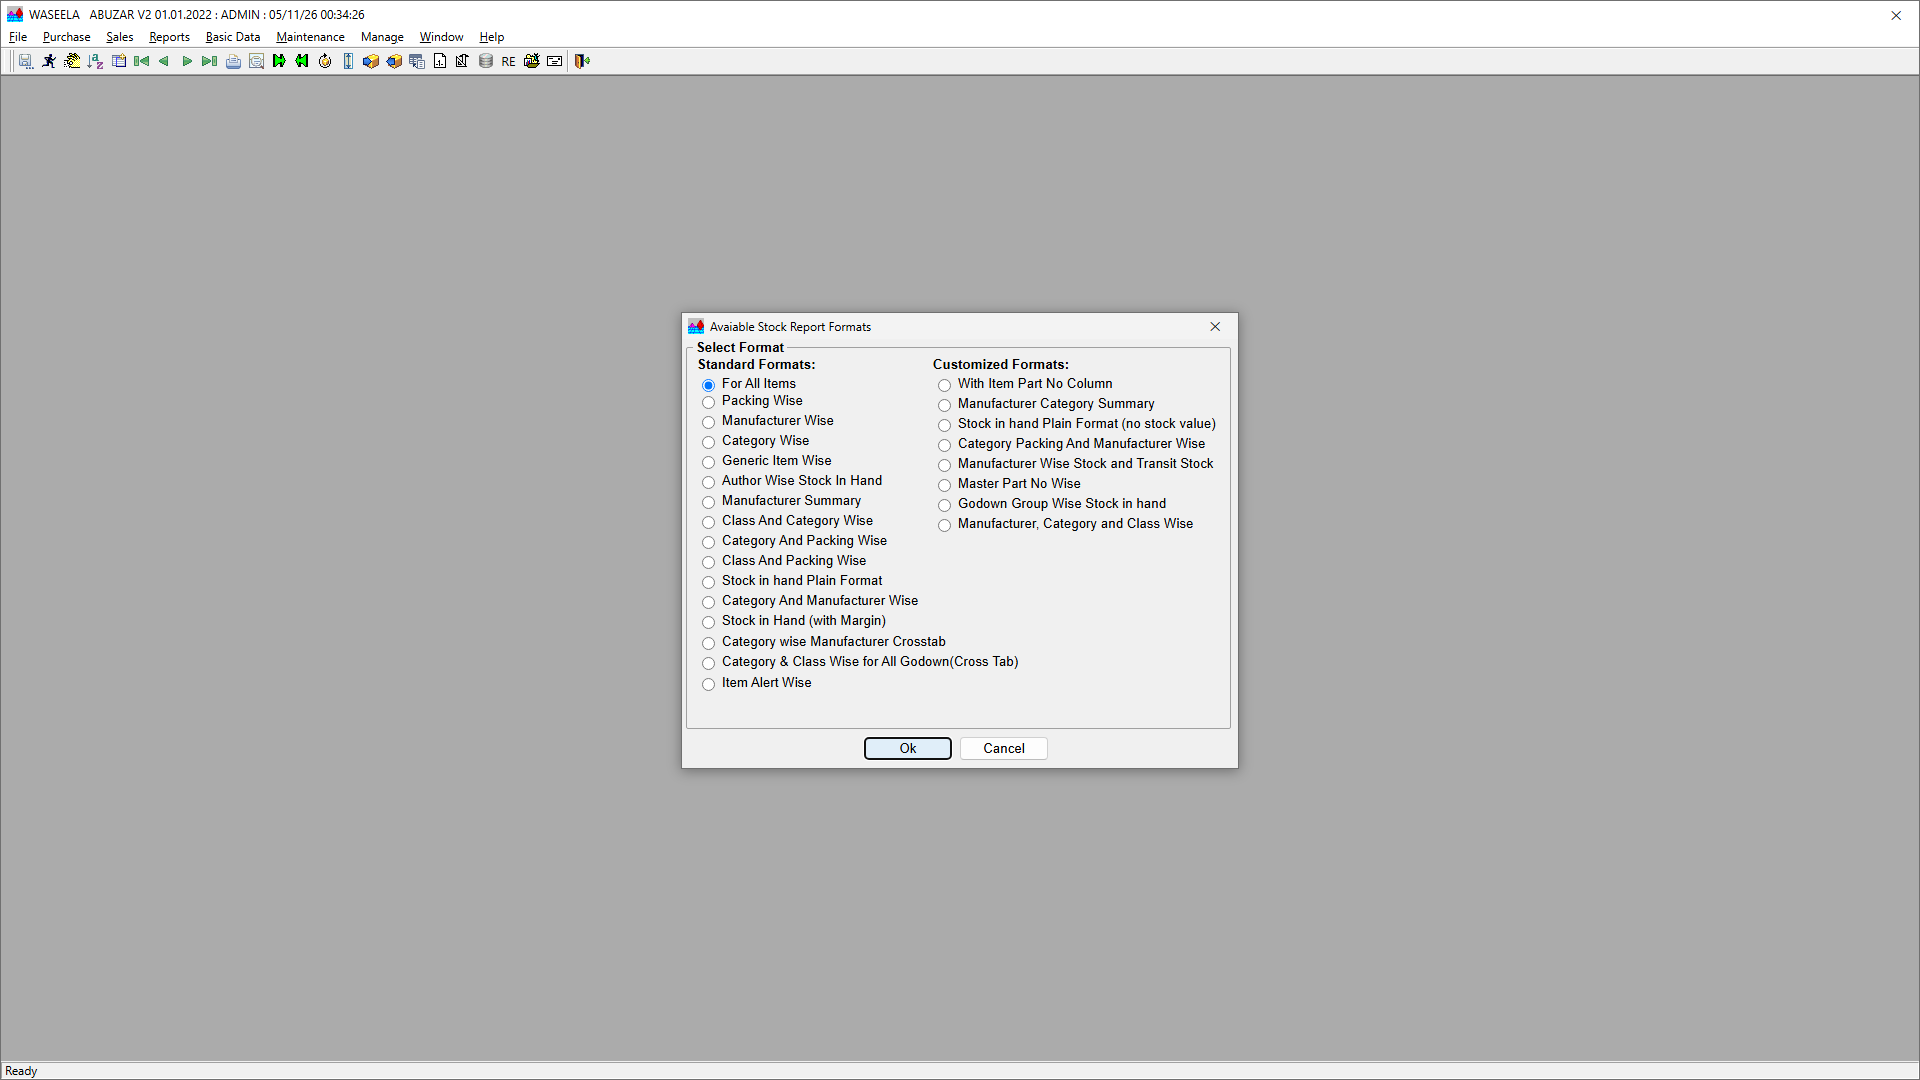 WASEELA   ABUZAR V2 01.01.2022 : ADMIN : 05/11/26 00:34:26
File Purchase Sales Reports Basic Data Maintenance Manage Window Help
RE
Avaiable Stock Report Formats
Select Format
Standard Formats:
For All Items
Packing Wise
Manufacturer Wise
Category Wise
Generic Item Wise
Author Wise Stock In Hand
Manufacturer Summary
Class And Category Wise
Category And Packing Wise
Class And Packing Wise
Stock in hand Plain Format
Category And Manufacturer Wise
Stock in Hand (with Margin)
Category wise Manufacturer Crosstab
Category & Class Wise for All Godown(Cross Tab)
Item Alert Wise
Customized Formats:
With Item Part No Column
Manufacturer Category Summary
Stock in hand Plain Format (no stock value)
Category Packing And Manufacturer Wise
Manufacturer Wise Stock and Transit Stock
Master Part No Wise
Godown Group Wise Stock in hand
Manufacturer, Category and Class Wise
Ok Cancel
Ready